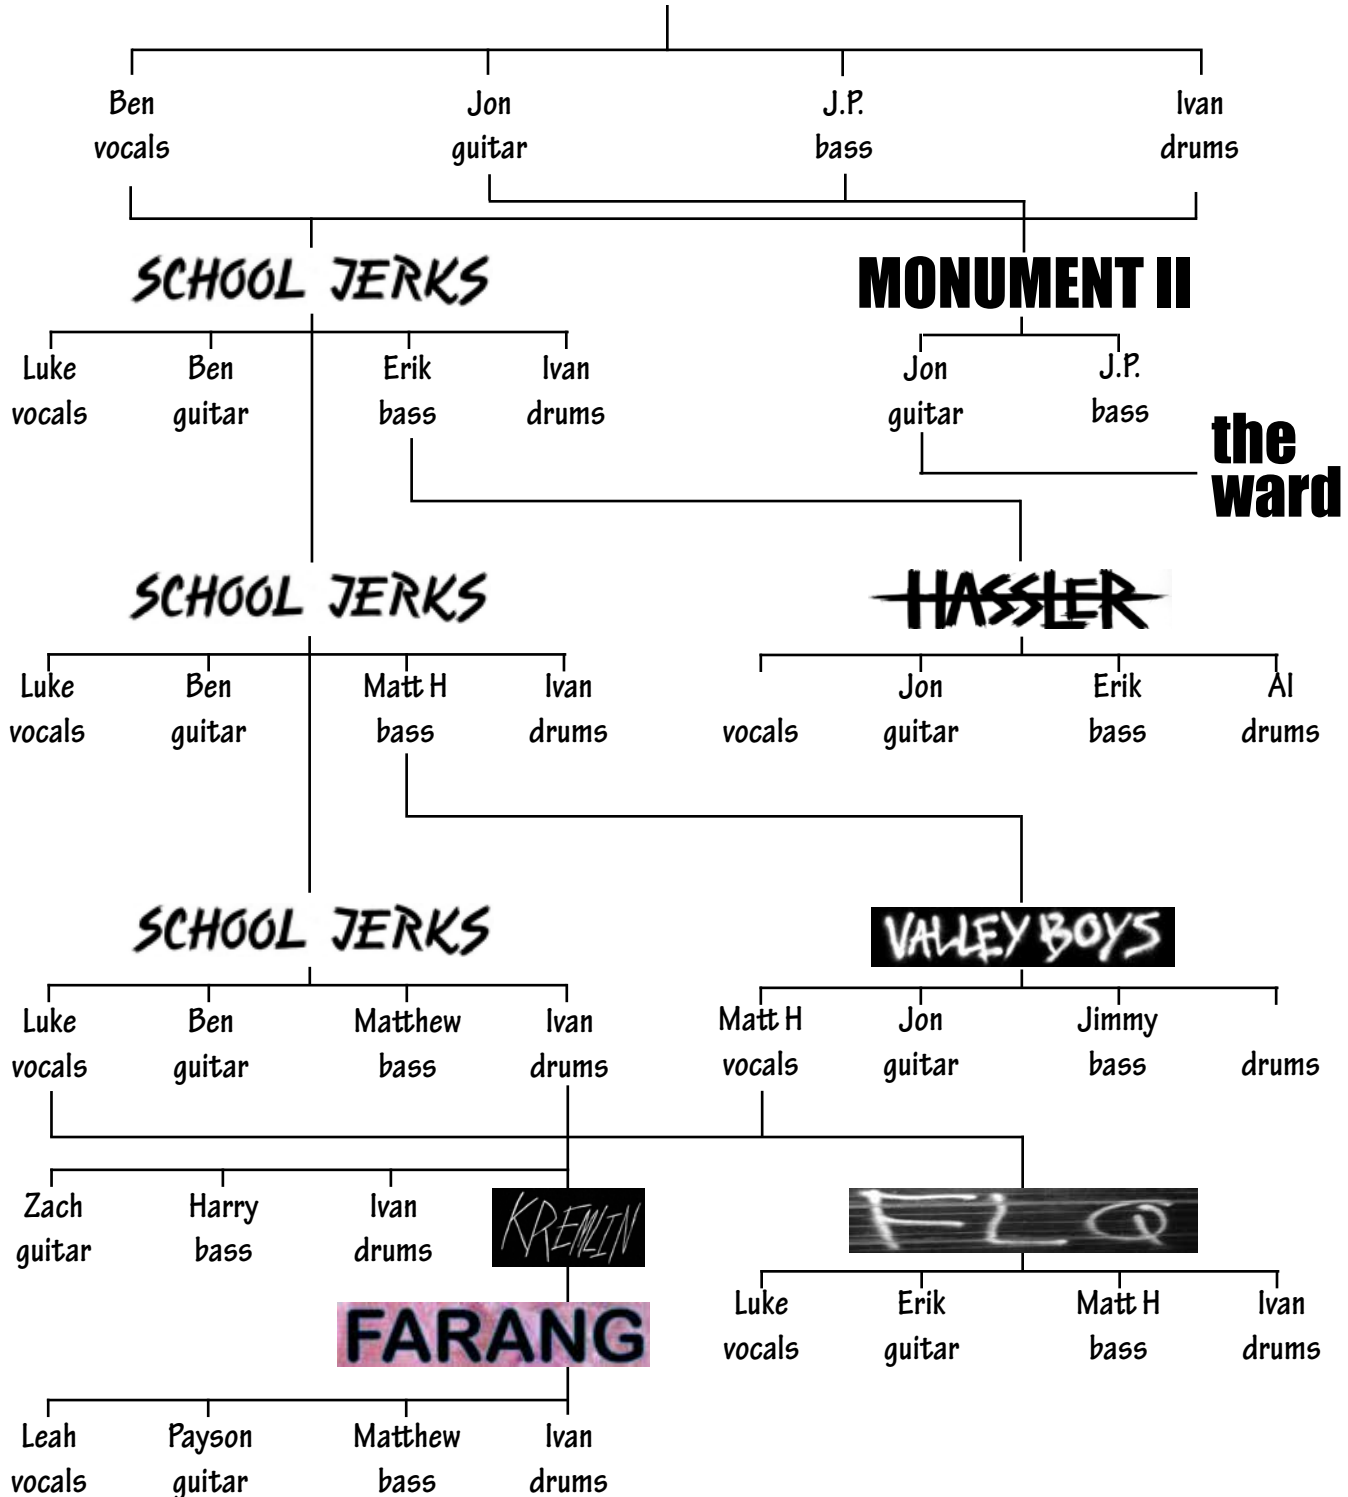 Ben Jon J.P. Ivan
vocals guitar bass drums
SCHOOL JERKS MONUMENT II
Luke Ben Erik Ivan Jon J.P.
vocals guitar bass drums guitar bass
the
ward
SCHOOL JERKS HASSLER
Luke Ben Matt H Ivan Jon Erik Al
vocals guitar bass drums vocals guitar bass drums
SCHOOL JERKS VALLEY BOYS
Luke Ben Matthew Ivan Matt H Jon Jimmy
vocals guitar bass drums vocals guitar bass drums
Zach Harry Ivan KREMLIN FLQ
guitar bass drums
FARANG Luke Erik Matt H Ivan
vocals guitar bass drums
Leah Payson Matthew Ivan
vocals guitar bass drums